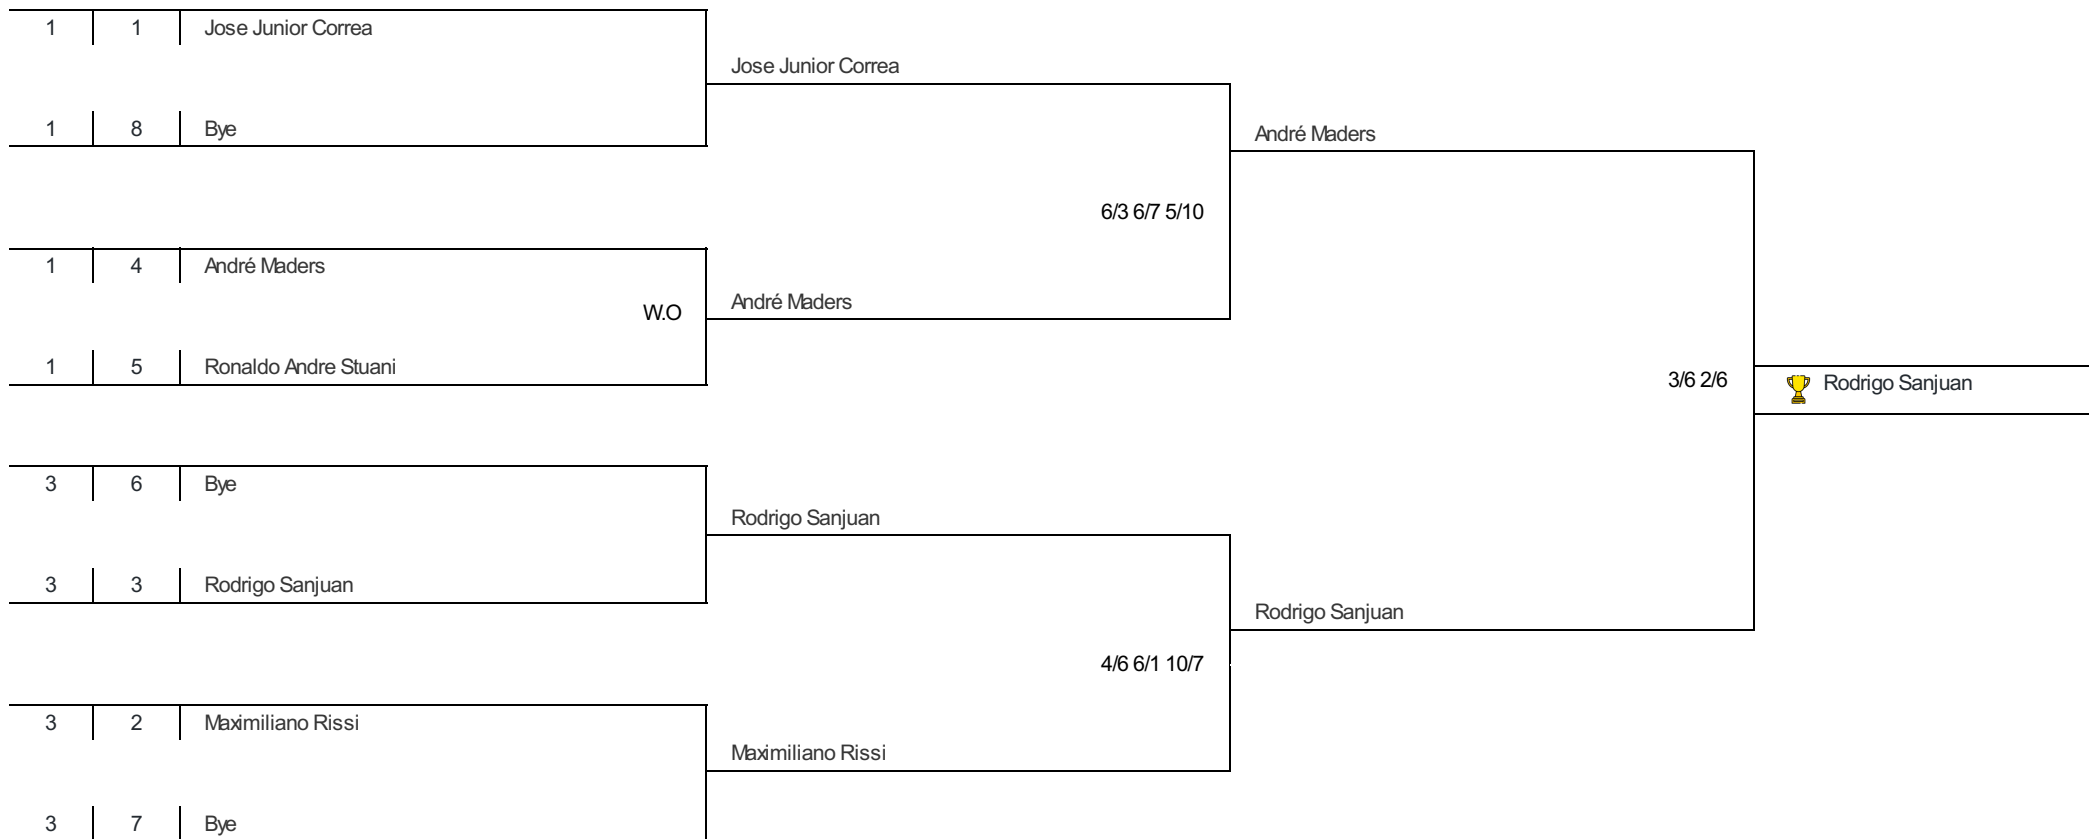 1 1 Jose Junior Correa
Jose Junior Correa
1 8 Bye
André Maders
6/3 6/7 5/10
1 4 André Maders
W.O
André Maders
1 5 Ronaldo Andre Stuani
3/6 2/6
Rodrigo Sanjuan
3 6 Bye
Rodrigo Sanjuan
3 3 Rodrigo Sanjuan
Rodrigo Sanjuan
4/6 6/1 10/7
3 2 Maximiliano Rissi
Maximiliano Rissi
3 7 Bye